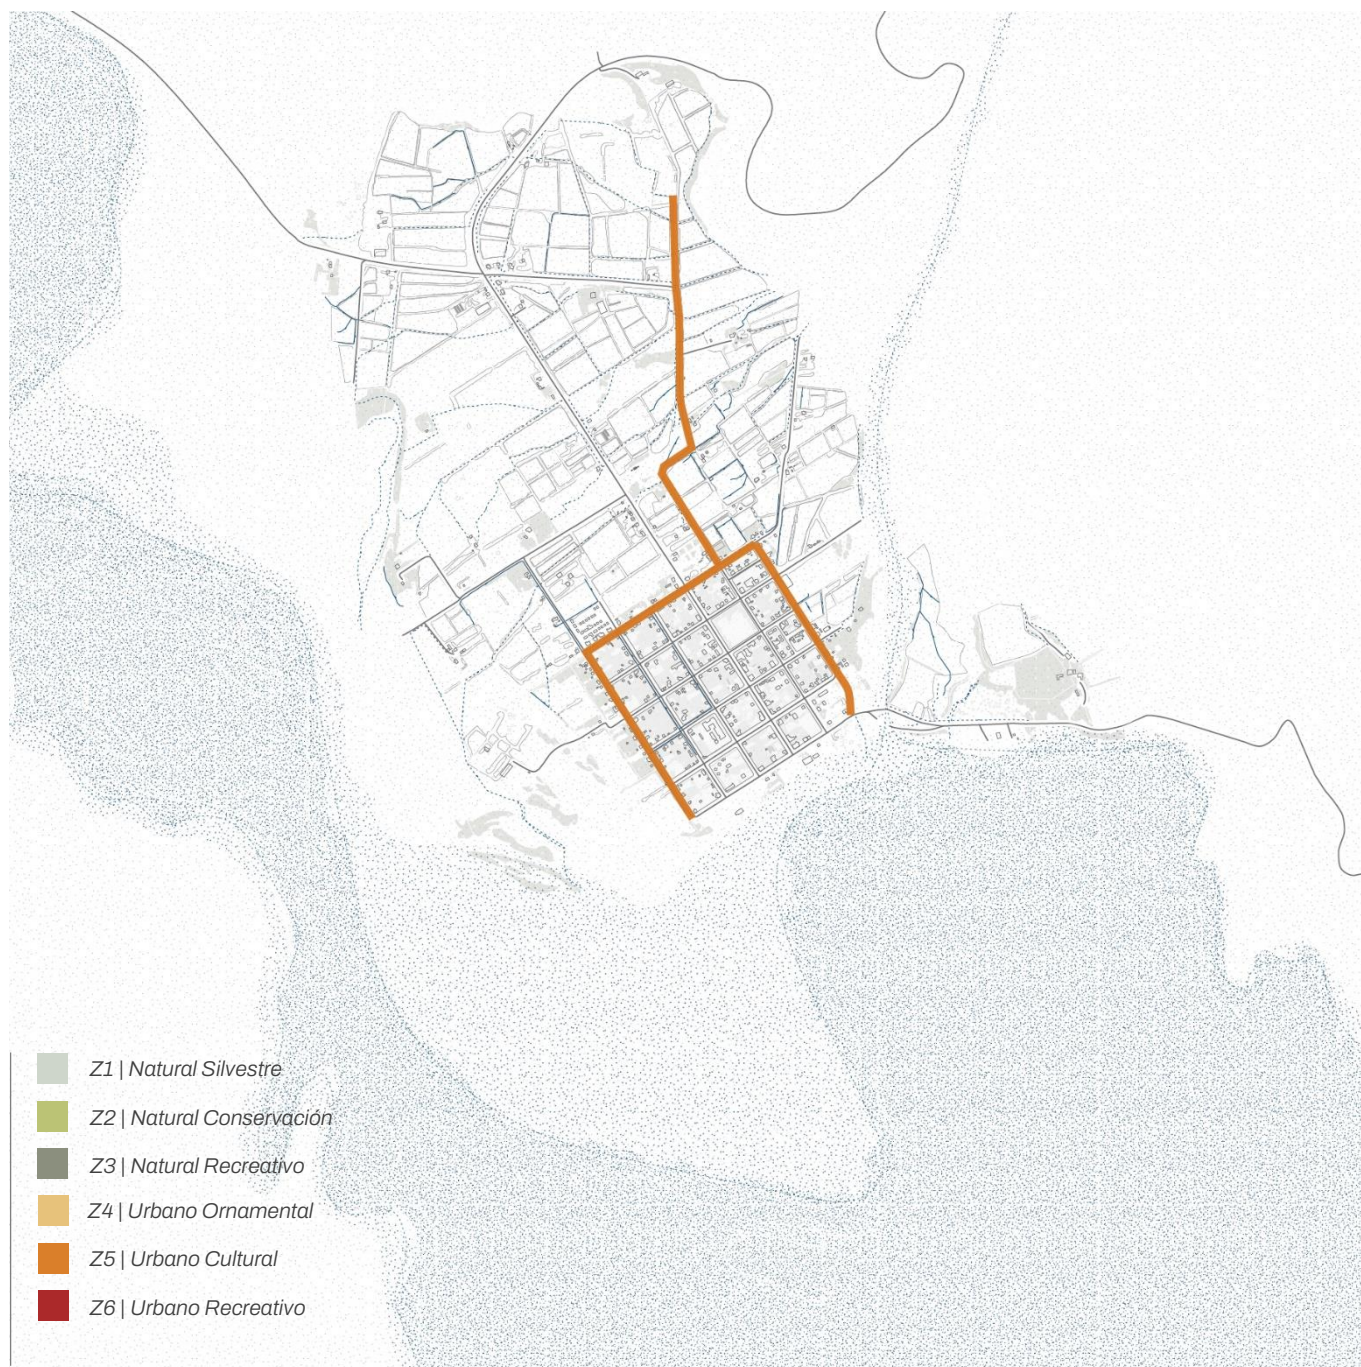 Z1 | Natural Silvestre
Z2 | Natural Conservación
Z3 | Natural Recreativo
Z4 | Urbano Ornamental
Z5 | Urbano Cultural
Z6 | Urbano Recreativo